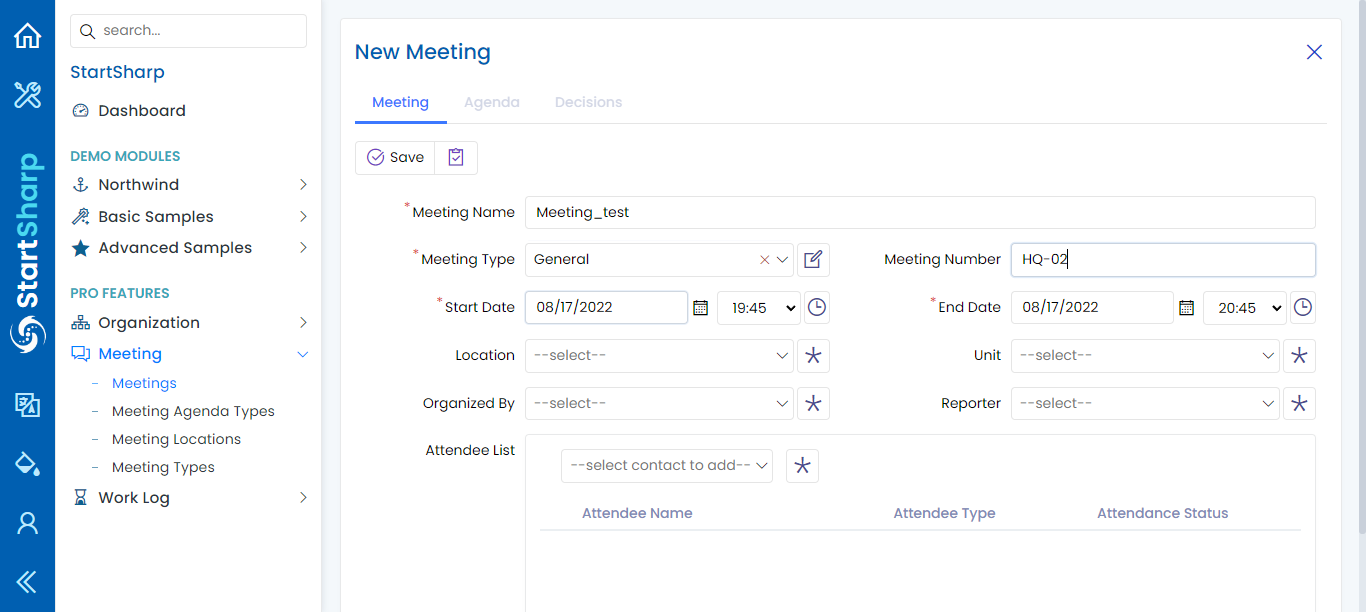 StartSharp
search...
StartSharp
Dashboard
DEMO MODULES
Northwind
Basic Samples
Advanced Samples
PRO FEATURES
Organization
Meeting
Meetings
Meeting Agenda Types
Meeting Locations
Meeting Types
Work Log
New Meeting
Meeting Agenda Decisions
Save
*Meeting Name Meeting_test
*Meeting Type General Meeting Number HQ-02
*Start Date 08/17/2022 19:45 *End Date 08/17/2022 20:45
Location --select-- Unit --select--
Organized By --select-- Reporter --select--
Attendee List --select contact to add--
Attendee Name Attendee Type Attendance Status